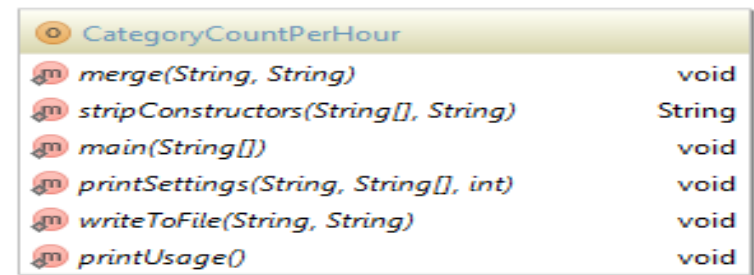 CategoryCountPerHour
merge(String, String) void
stripConstructors(String[], String) String
main(String[]) void
printSettings(String, String[], int) void
writeToFile(String, String) void
printUsage() void